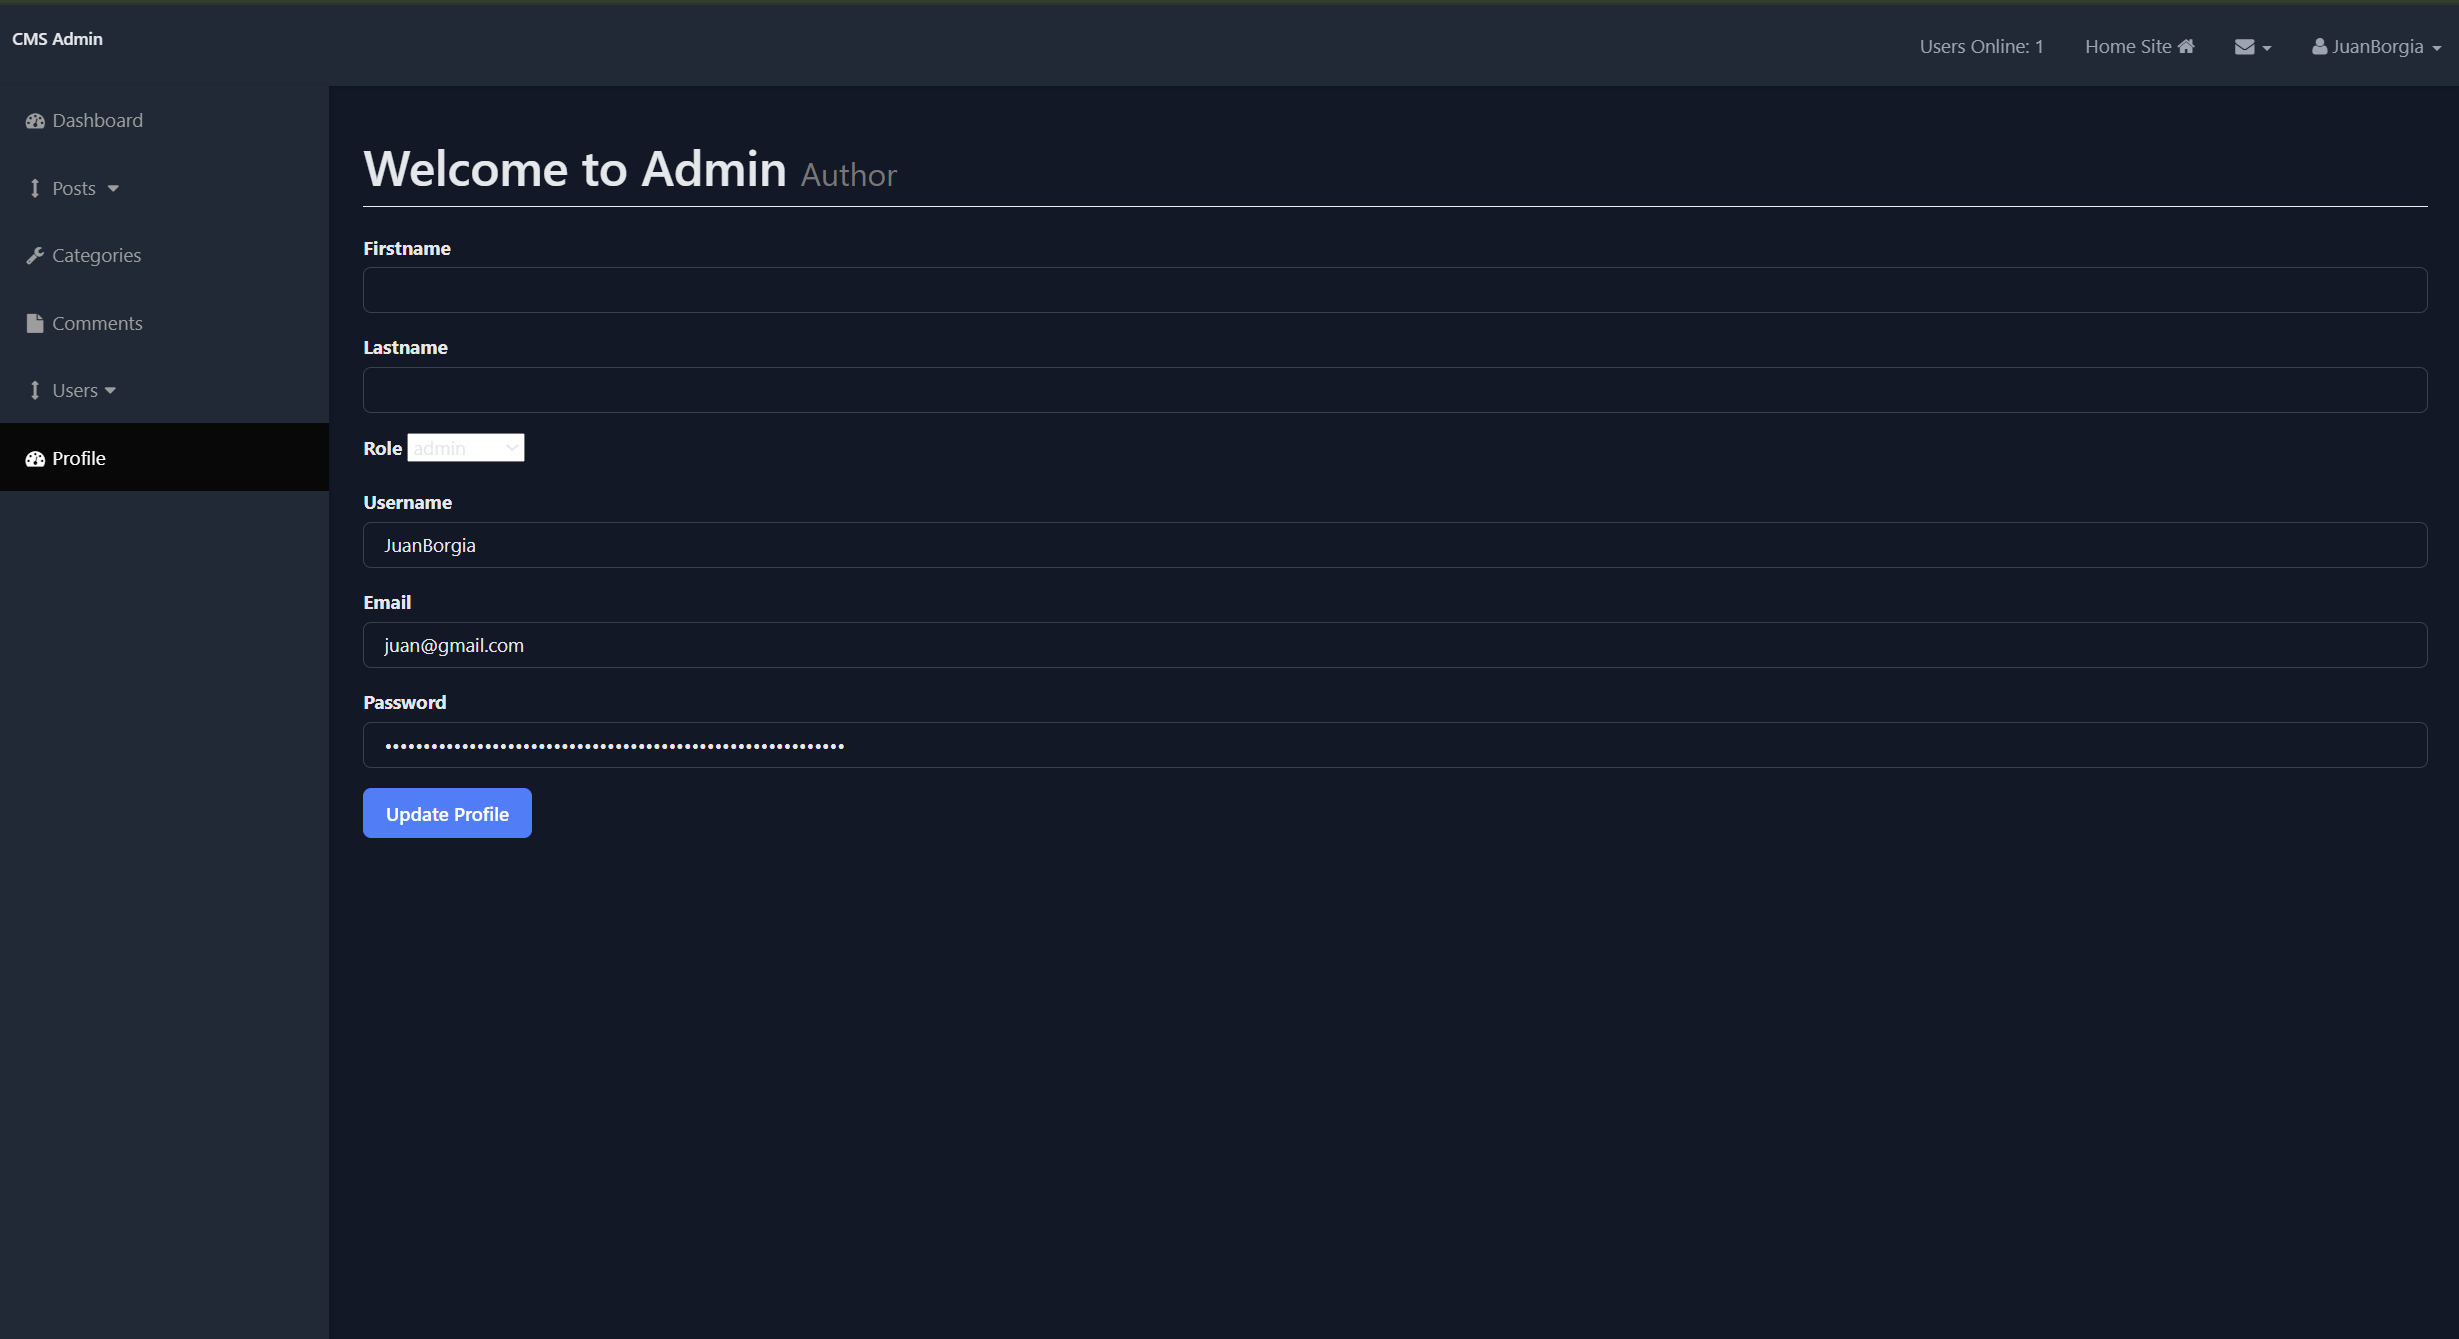 CMS Admin
Users Online: 1
Home Site
JuanBorgia
Dashboard
Posts
Categories
Comments
Users
Profile
Welcome to Admin Author
Firstname
Lastname
Role admin
Username
JuanBorgia
Email
juan@gmail.com
Password
Update Profile